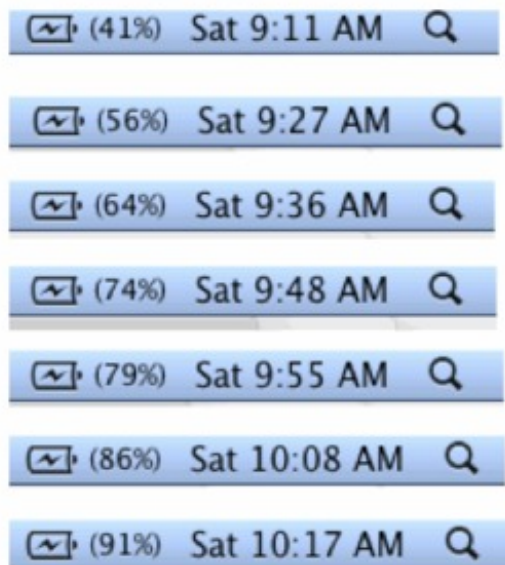 (41%) Sat 9:11 AM
(56%) Sat 9:27 AM
(64%) Sat 9:36 AM
(74%) Sat 9:48 AM
(79%) Sat 9:55 AM
(86%) Sat 10:08 AM
(91%) Sat 10:17 AM